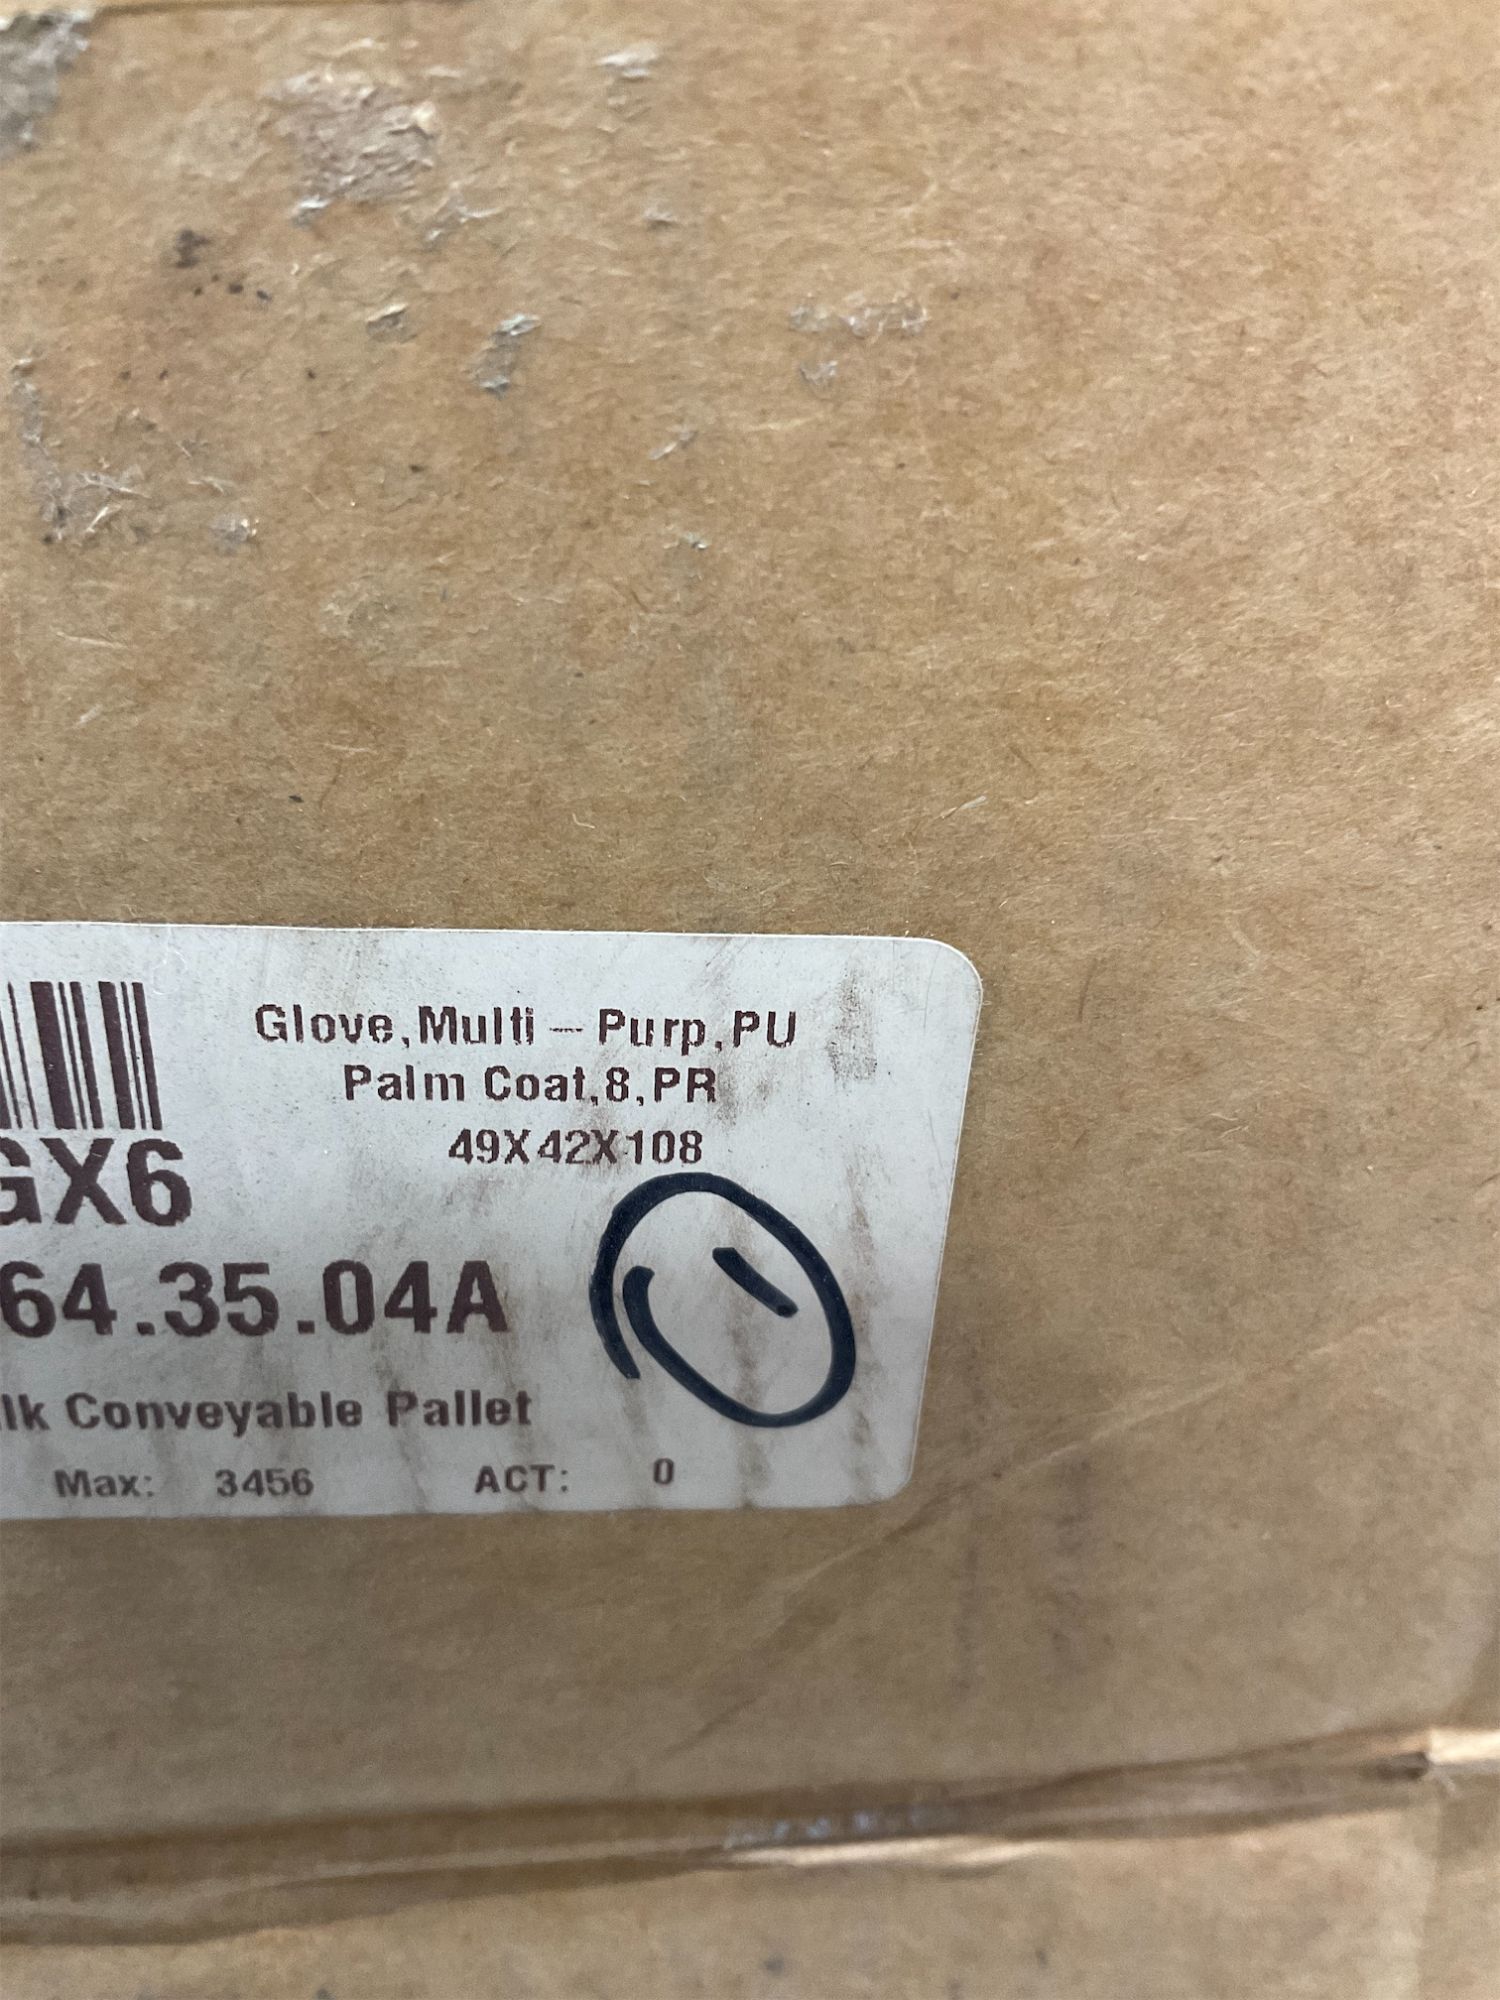 Glove,Multi – Purp,PU
Palm Coat,8,PR
49X42X108
GX6
64.35.04A
lk Conveyable Pallet
Max: 3456 ACT: 0